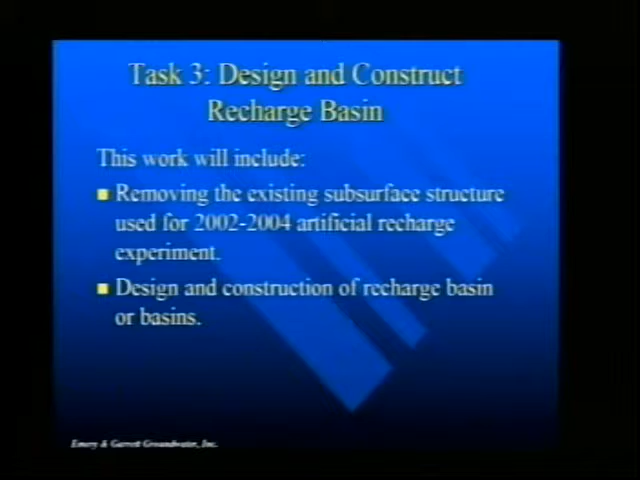 Task 3: Design and Construct
Recharge Basin
This work will include:
Removing the existing subsurface structure
used for 2002-2004 artificial recharge
experiment.
Design and construction of recharge basin
or basins.
Emery & Garrett Groundwater, Inc.